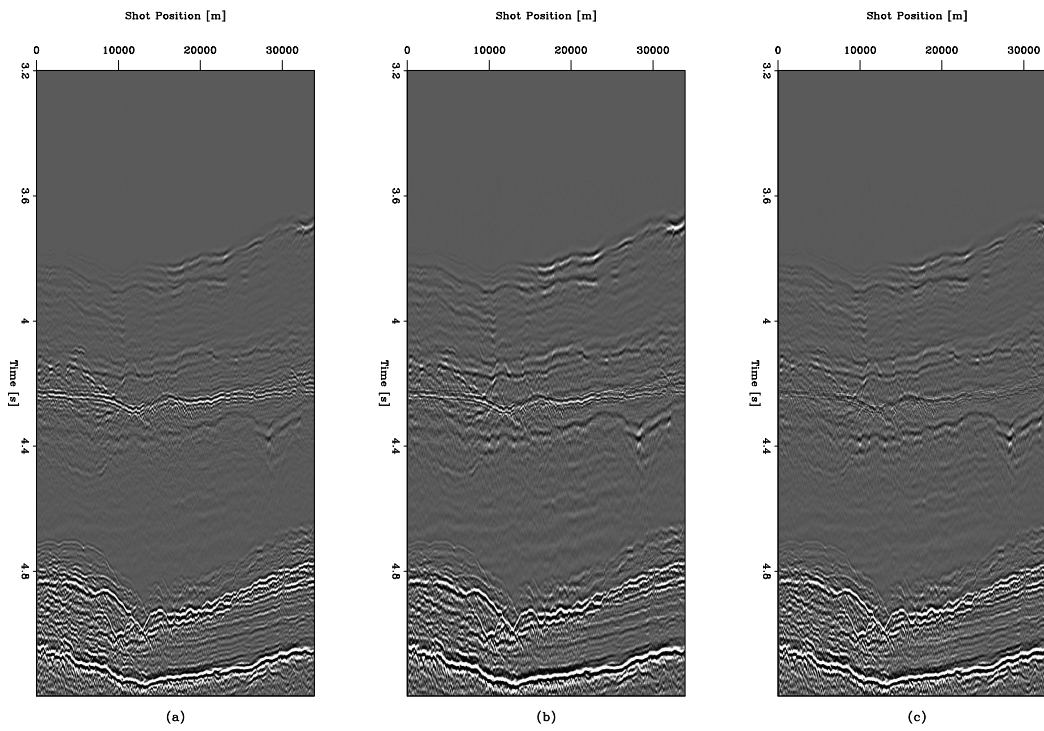 Shot Position [m]
0 10000 20000 30000
3.2
3.6
4
4.4
4.8
Time [s]
(a)
Shot Position [m]
0 10000 20000 30000
3.2
3.6
4
4.4
4.8
Time [s]
(b)
Shot Position [m]
0 10000 20000 30000
3.2
3.6
4
4.4
4.8
Time [s]
(c)